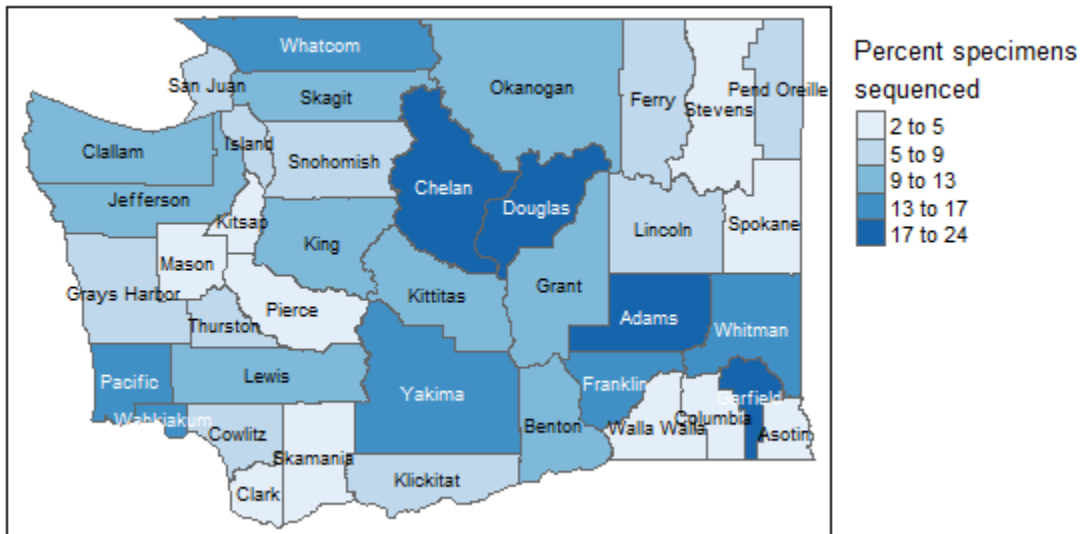 Percent specimens
sequenced
2 to 5
5 to 9
9 to 13
13 to 17
17 to 24
Whatcom
San Juan
Skagit
Okanogan
Ferry
Stevens
Pend Oreille
Clallam
Island
Snohomish
Jefferson
Chelan
Douglas
Kitsap
King
Lincoln
Spokane
Mason
Grays Harbor
Kittitas
Grant
Pierce
Thurston
Adams
Whitman
Pacific
Lewis
Yakima
Franklin
Garfield
Wahkiakum
Cowlitz
Benton
Walla Walla
Columbia
Asotin
Skamania
Klickitat
Clark